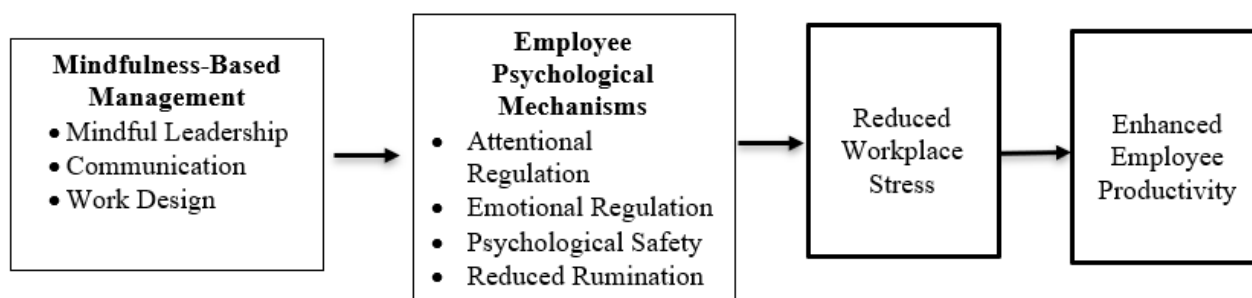 Mindfulness-Based
Management
• Mindful Leadership
• Communication
• Work Design
Employee
Psychological
Mechanisms
• Attentional
Regulation
• Emotional Regulation
• Psychological Safety
• Reduced Rumination
Reduced
Workplace
Stress
Enhanced
Employee
Productivity